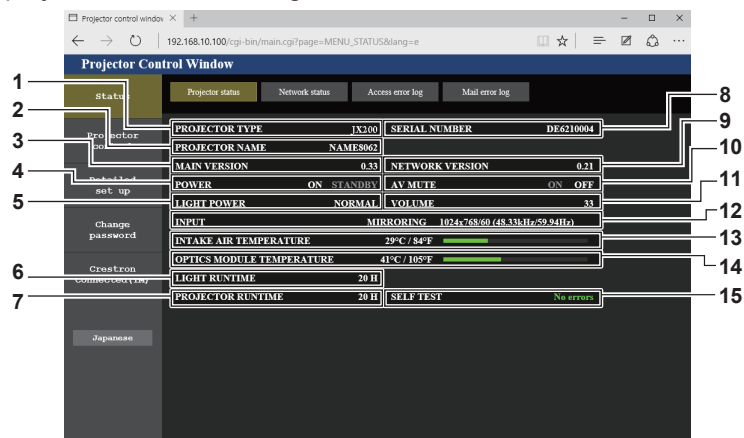 Projector control window
192.168.10.100/cgi-bin/main.cgi?page=MENU_STATUS&lang=e
Projector Control Window
Status
Projector status
Network status
Access error log
Mail error log
1
2
3
4
5
6
7
8
9
10
11
12
13
14
15
PROJECTOR TYPE JX200
SERIAL NUMBER DE6210004
PROJECTOR NAME NAME8062
MAIN VERSION 0.33
NETWORK VERSION 0.21
POWER ON STANDBY
AV MUTE ON OFF
LIGHT POWER NORMAL
VOLUME 33
INPUT MIRRORING 1024x768/60 (48.33kHz/59.94Hz)
INTAKE AIR TEMPERATURE 29°C / 84°F
OPTICS MODULE TEMPERATURE 41°C / 105°F
LIGHT RUNTIME 20 H
PROJECTOR RUNTIME 20 H
SELF TEST No errors
Projector
set up
Change
password
Crestron
Japanese